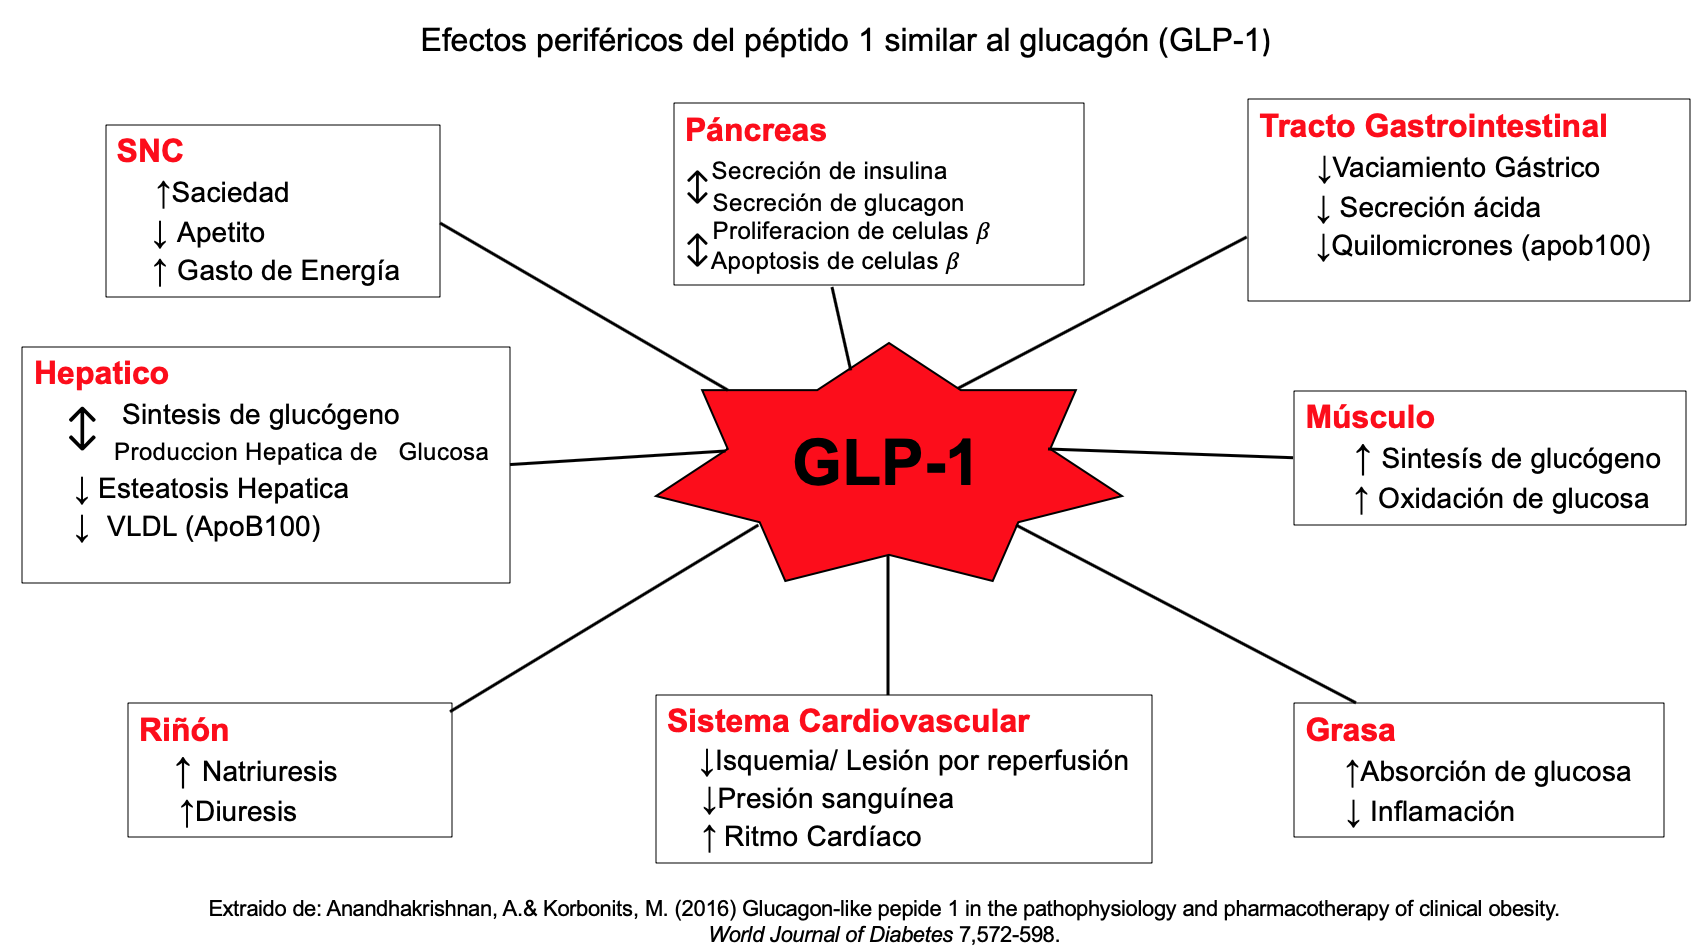 Efectos periféricos del péptido 1 similar al glucagón (GLP-1)
SNC
↑Saciedad
↓ Apetito
↑ Gasto de Energía
Páncreas
↕ Secreción de insulina
Secreción de glucagon
↕ Proliferacion de celulas β
Apoptosis de celulas β
Tracto Gastrointestinal
↓Vaciamiento Gástrico
↓ Secreción ácida
↓Quilomicrones (apob100)
Hepatico
↕ Sintesis de glucógeno
Produccion Hepatica de Glucosa
↓ Esteatosis Hepatica
↓ VLDL (ApoB100)
GLP-1
Músculo
↑ Sintesís de glucógeno
↑ Oxidación de glucosa
Riñón
↑ Natriuresis
↑Diuresis
Sistema Cardiovascular
↓Isquemia/ Lesión por reperfusión
↓Presión sanguínea
↑ Ritmo Cardíaco
Grasa
↑Absorción de glucosa
↓ Inflamación
Extraido de: Anandhakrishnan, A.& Korbonits, M. (2016) Glucagon-like pepide 1 in the pathophysiology and pharmacotherapy of clinical obesity.
World Journal of Diabetes 7,572-598.